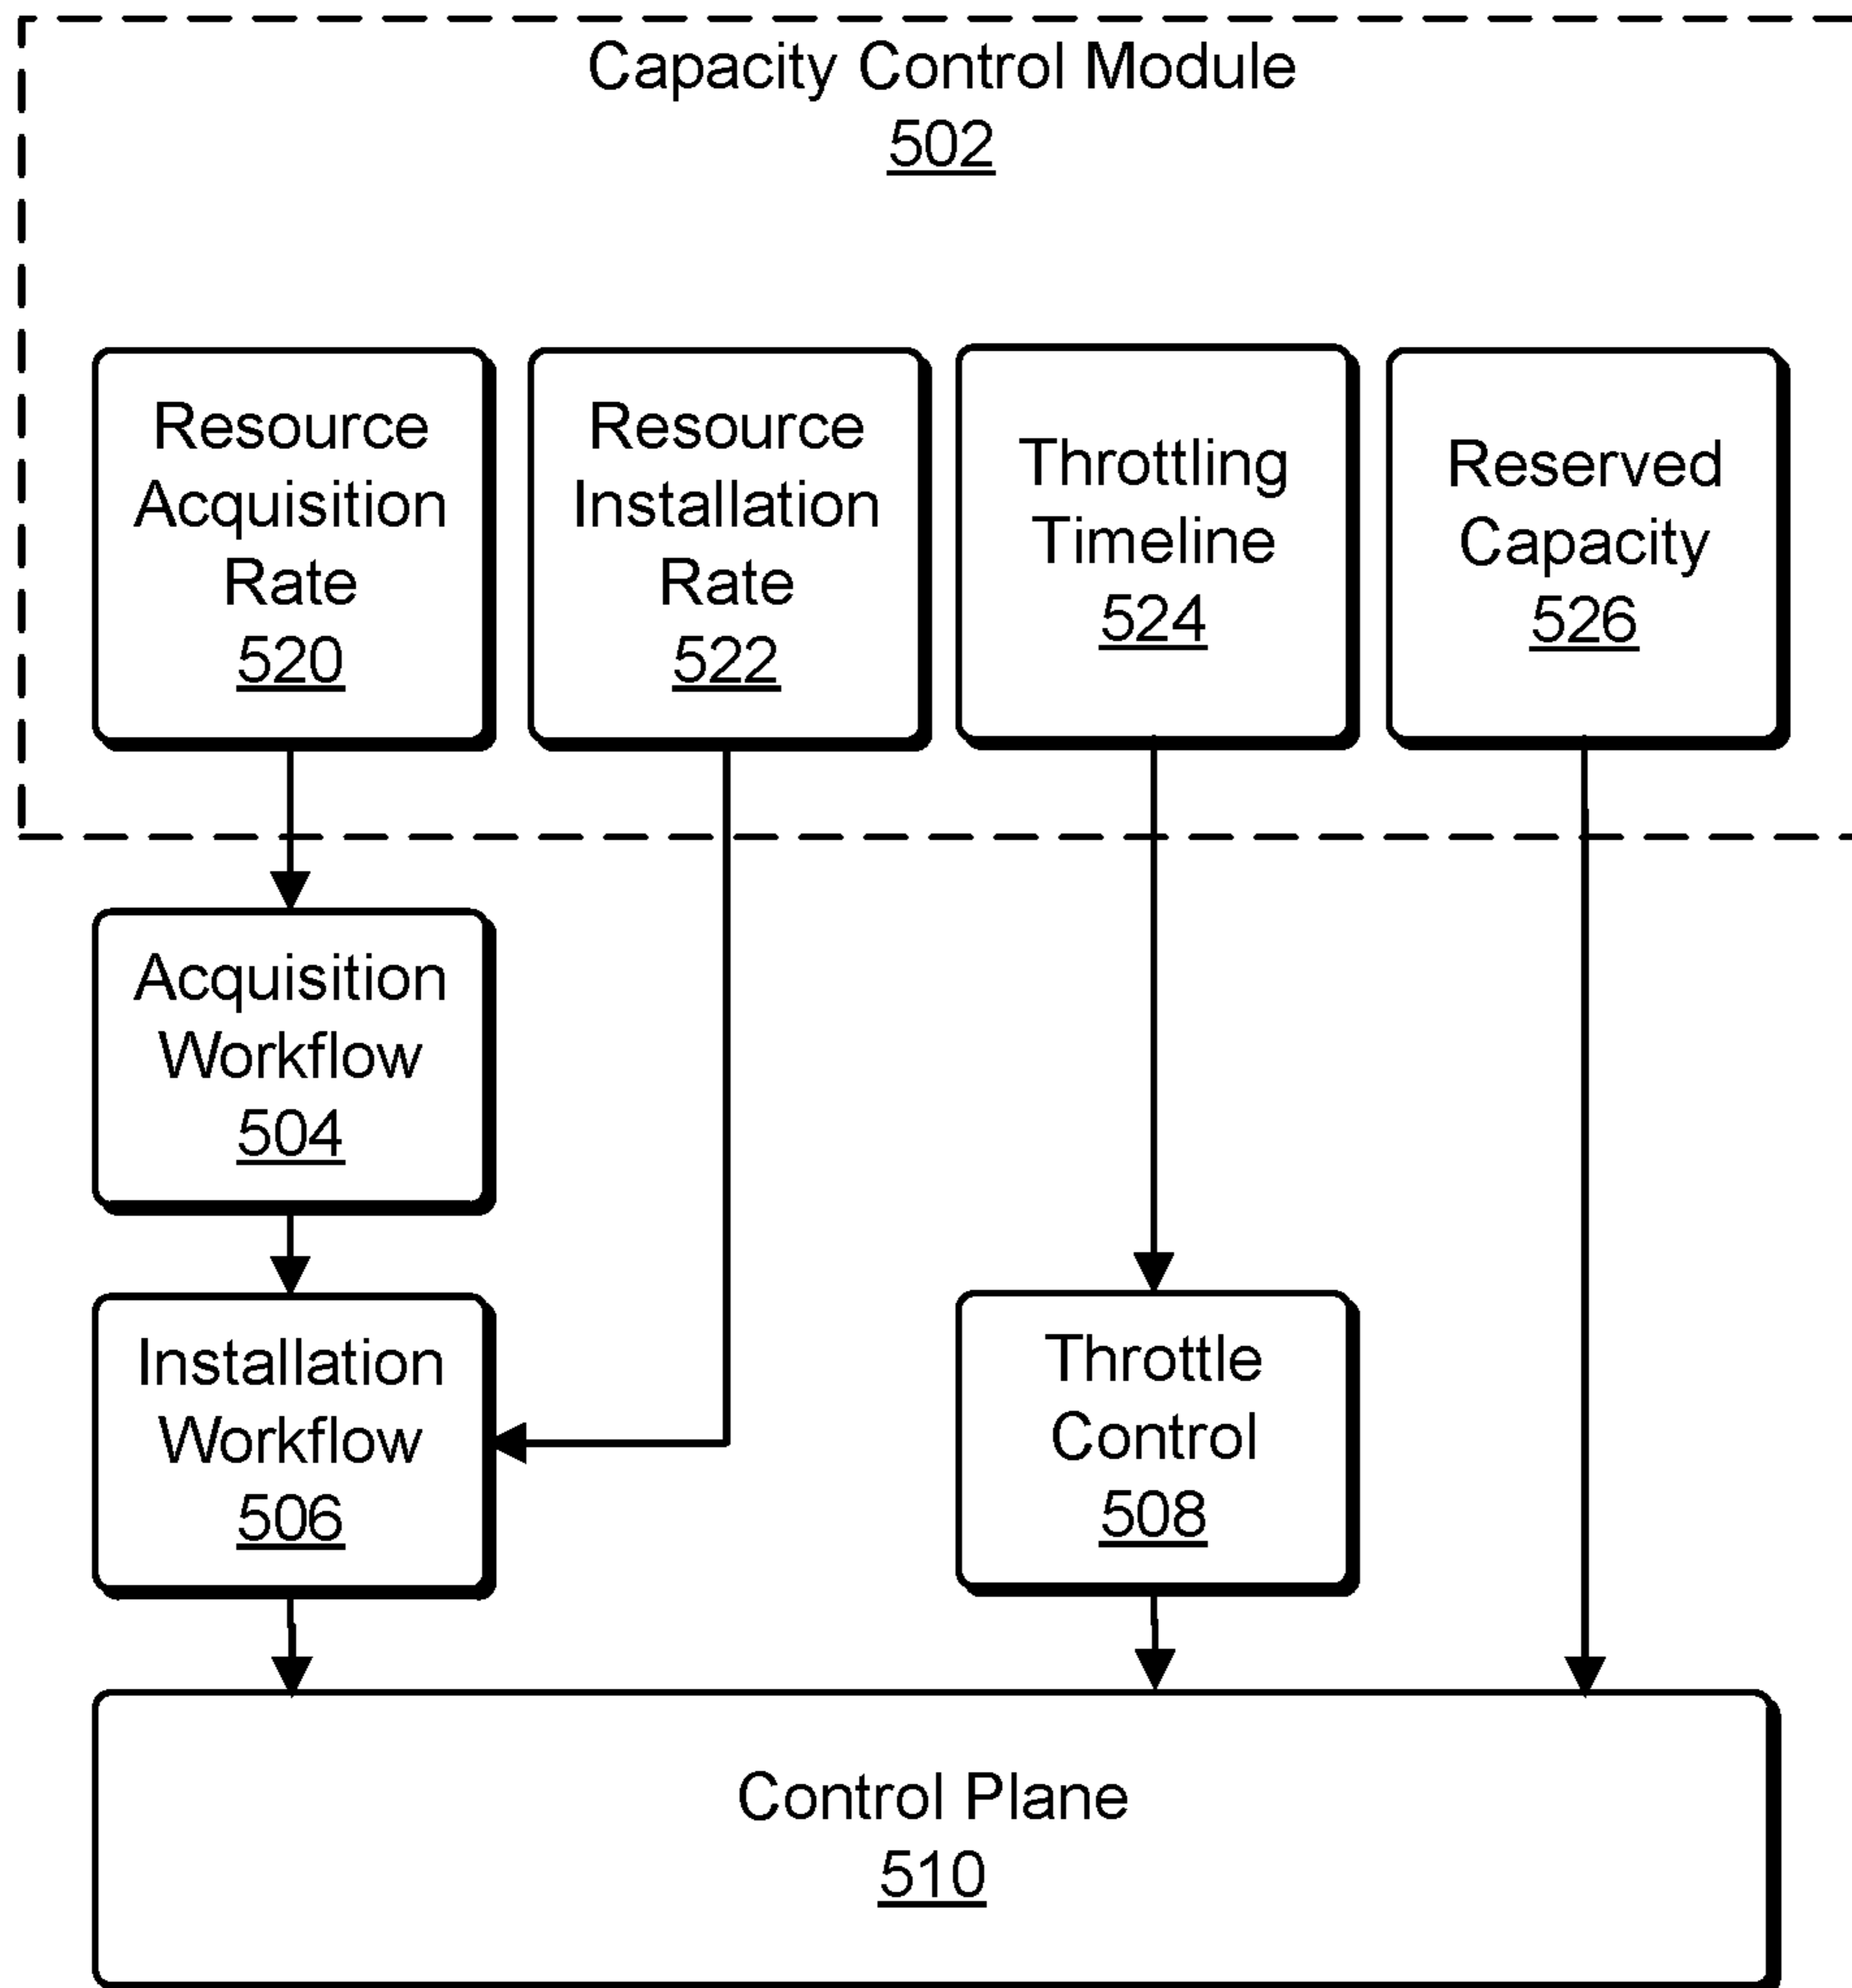 Capacity Control Module
502
Resource
Acquisition
Rate
520
Resource
Installation
Rate
522
Throttling
Timeline
524
Reserved
Capacity
526
Acquisition
Workflow
504
Installation
Workflow
506
Throttle
Control
508
Control Plane
510